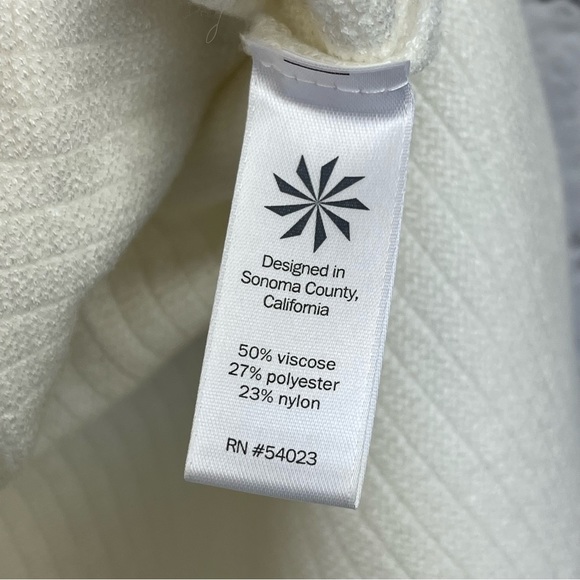 Designed in
Sonoma County,
California
50% viscose
27% polyester
23% nylon
RN #54023